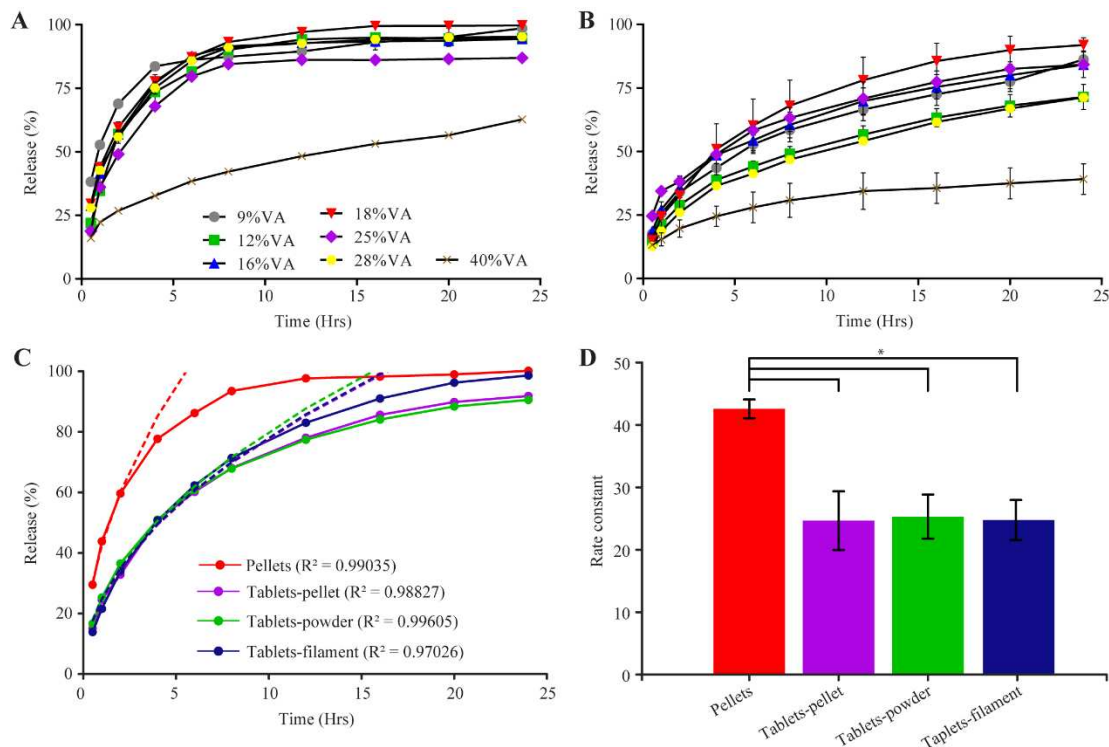 A
100
75
50
25
0
Release (%)
9%VA
12%VA
16%VA
18%VA
25%VA
28%VA
40%VA
0 5 10 15 20 25
Time (Hrs)
B
100
75
50
25
0
Release (%)
0 5 10 15 20 25
Time (Hrs)
C
100
80
60
40
20
0
Release (%)
Pellets (R² = 0.99035)
Tablets-pellet (R² = 0.98827)
Tablets-powder (R² = 0.99605)
Tablets-filament (R² = 0.97026)
0 5 10 15 20 25
Time (Hrs)
D
50
40
30
20
10
0
Rate constant
*
Pellets
Tablets-pellet
Tablets-powder
Taplets-filament